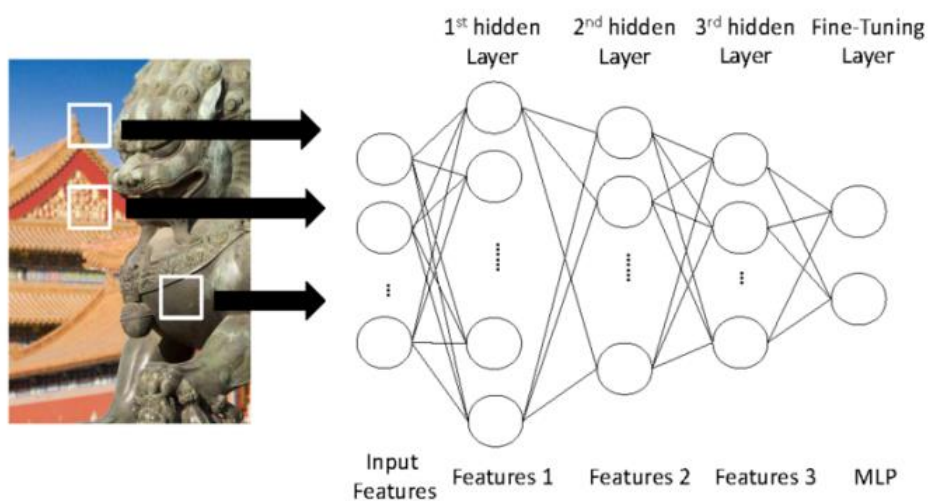 1st hidden
Layer
2nd hidden
Layer
3rd hidden
Layer
Fine-Tuning
Layer
Input
Features
Features 1
Features 2
Features 3
MLP